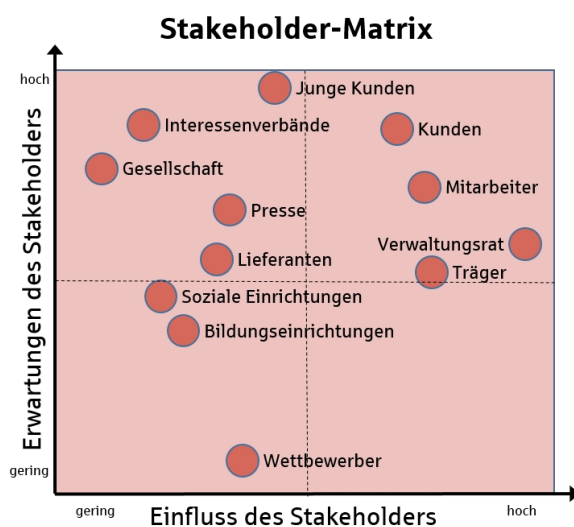 Stakeholder-Matrix
hoch
Junge Kunden
Interessenverbände
Kunden
Gesellschaft
Mitarbeiter
Presse
Verwaltungsrat
Lieferanten
Träger
Soziale Einrichtungen
Bildungseinrichtungen
Wettbewerber
Erwartungen des Stakeholders
gering
gering
Einfluss des Stakeholders
hoch